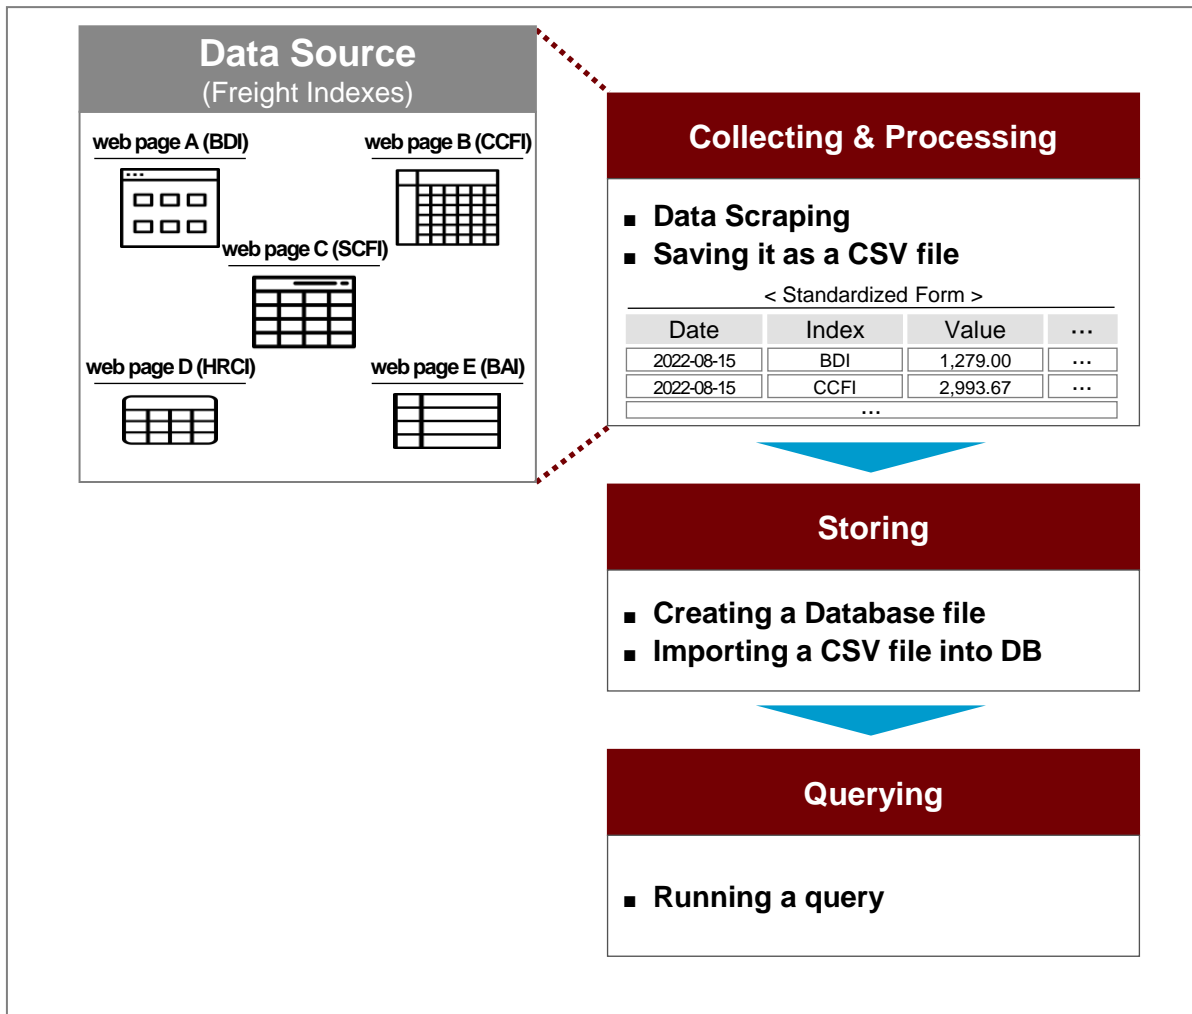 Data Source
(Freight Indexes)
web page A (BDI)
web page B (CCFI)
web page C (SCFI)
web page D (HRCI)
web page E (BAI)
Collecting & Processing
■ Data Scraping
■ Saving it as a CSV file
< Standardized Form >
Date Index Value ...
2022-08-15 BDI 1,279.00 ...
2022-08-15 CCFI 2,993.67 ...
...
Storing
■ Creating a Database file
■ Importing a CSV file into DB
Querying
■ Running a query